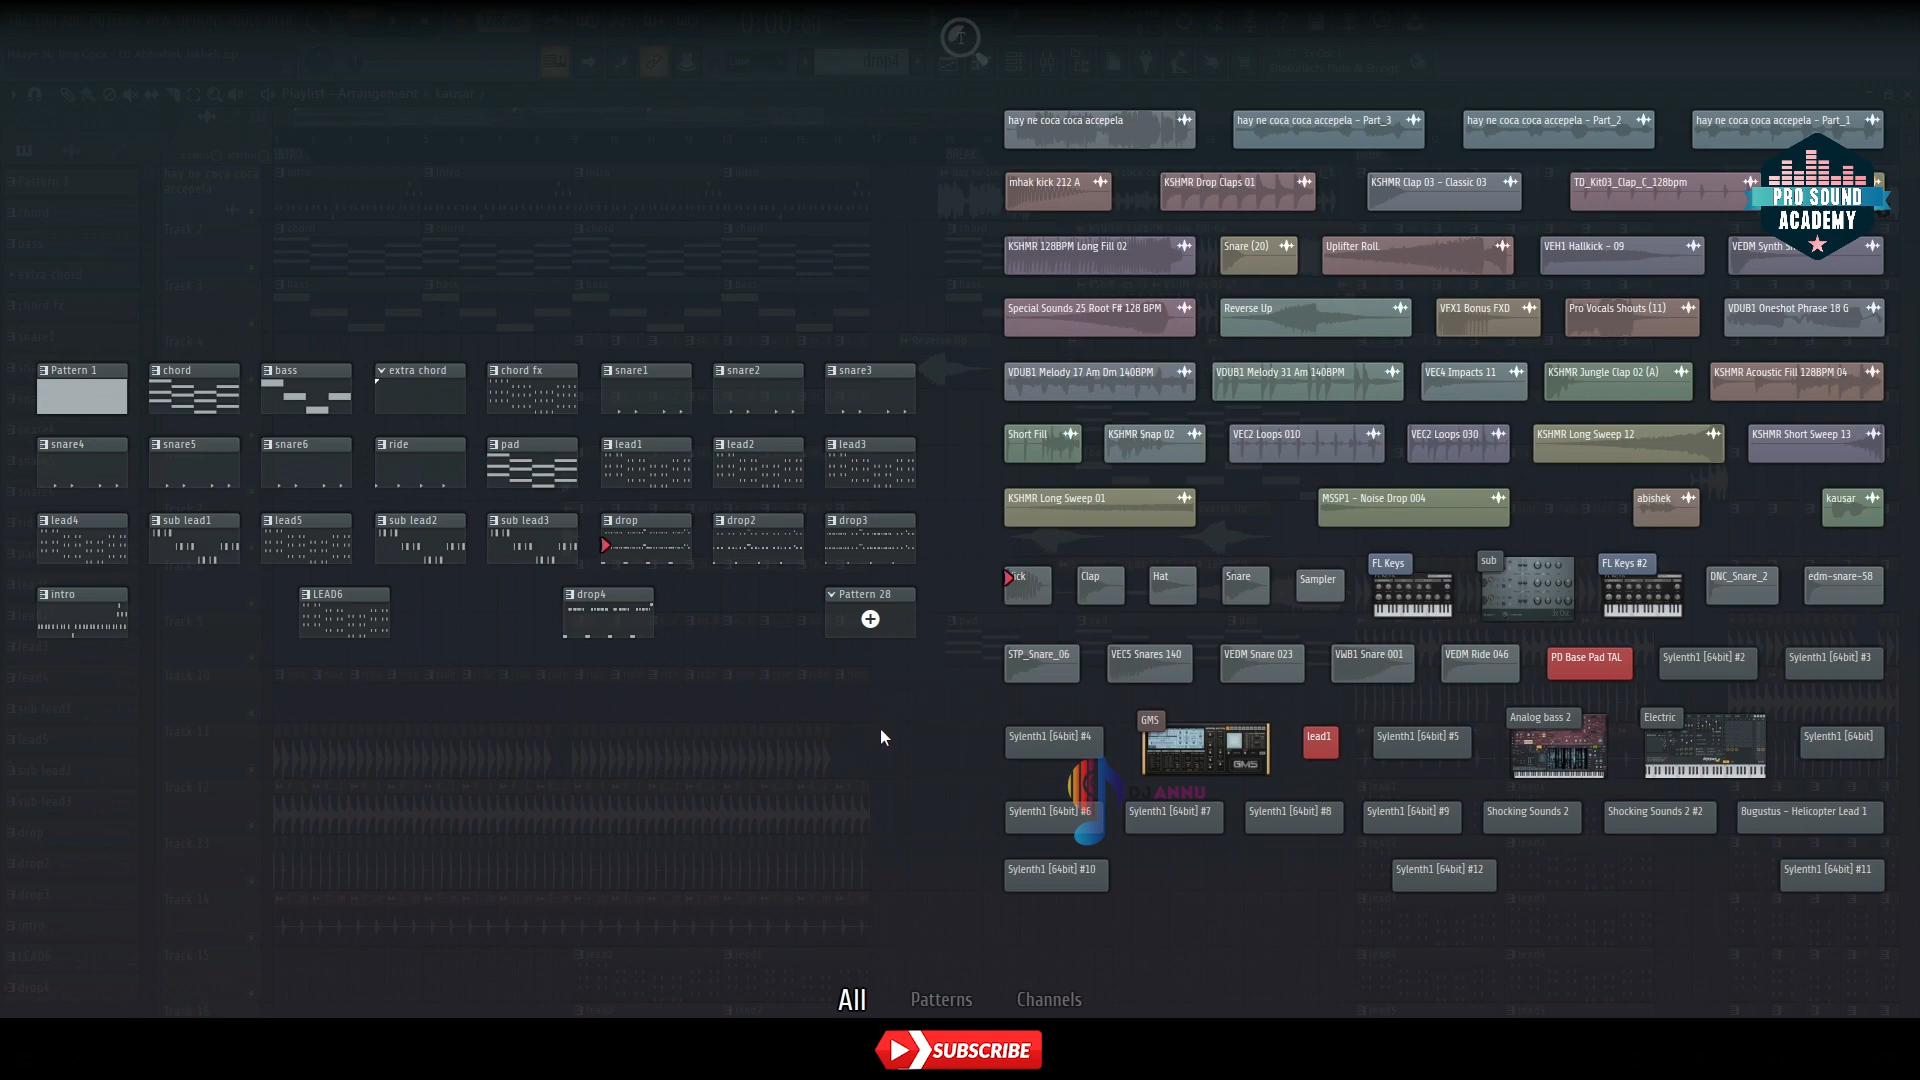 Playlist - Arrangement › kausar ›
drop4
Line
hay ne coca coca accepela
hay ne coca coca accepela - Part_3
hay ne coca coca accepela - Part_2
hay ne coca coca accepela - Part_1
mhak kick 212 A
KSHMR Drop Claps 01
KSHMR Clap 03 - Classic 03
TD_Kit03_Clap_C_128bpm
PRO SOUND
ACADEMY
KSHMR 128BPM Long Fill 02
Snare (20)
Uplifter Roll
VEH1 Hallkick - 09
VEDM Synth
Special Sounds 25 Root F# 128 BPM
Reverse Up
VFX1 Bonus FXD
Pro Vocals Shouts (11)
VDUB1 Oneshot Phrase 18 G
VDUB1 Melody 17 Am Dm 140BPM
VDUB1 Melody 31 Am 140BPM
VEC4 Impacts 11
KSHMR Jungle Clap 02 (A)
KSHMR Acoustic Fill 128BPM 04
Short Fill
KSHMR Snap 02
VEC2 Loops 010
VEC2 Loops 030
KSHMR Long Sweep 12
KSHMR Short Sweep 13
KSHMR Long Sweep 01
MSSP1 - Noise Drop 004
abishek
kausar
Pattern 1
chord
bass
extra chord
chord fx
snare1
snare2
snare3
snare4
snare5
snare6
ride
pad
lead1
lead2
lead3
lead4
sub lead1
lead5
sub lead2
sub lead3
drop
drop2
drop3
intro
LEAD6
drop4
Pattern 28
Clap
Hat
Snare
Sampler
FL Keys
sub
FL Keys #2
DNC_Snare_2
edm-snare-58
STP_Snare_06
VEC5 Snares 140
VEDM Snare 023
VWB1 Snare 001
VEDM Ride 046
PD Base Pad TAL
Sylenth1 [64bit] #2
Sylenth1 [64bit] #3
Sylenth1 [64bit] #4
GMS
lead1
Sylenth1 [64bit] #5
Analog bass 2
Electric
Sylenth1 [64bit]
DJ ANNU
Sylenth1 [64bit] #6
Sylenth1 [64bit] #7
Sylenth1 [64bit] #8
Sylenth1 [64bit] #9
Shocking Sounds 2
Shocking Sounds 2 #2
8ugustus - Helicopter Lead 1
Sylenth1 [64bit] #10
Sylenth1 [64bit] #12
Sylenth1 [64bit] #11
All
Patterns
Channels
SUBSCRIBE